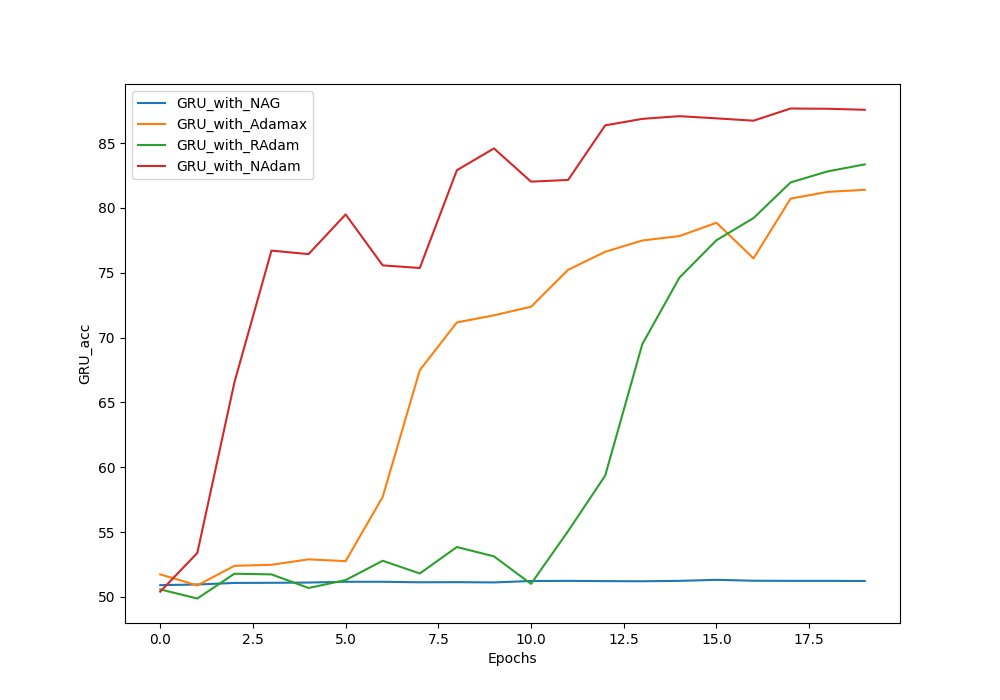 GRU_with_NAG
GRU_with_Adamax
GRU_with_RAdam
GRU_with_NAdam
85
80
75
70
65
60
55
50
GRU_acc
0.0 2.5 5.0 7.5 10.0 12.5 15.0 17.5
Epochs